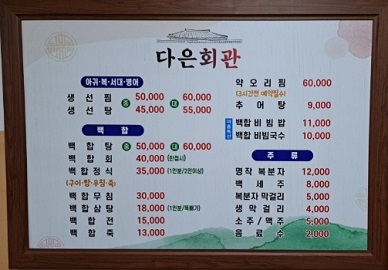 다은회관
아귀·복·서대·병어
생선찜 중 50,000 대 60,000
생선탕 45,000 55,000
백합
백합탕 중 50,000 대 60,000
백합회 40,000 (한접시)
백합정식 35,000 (1인분/2인이상)
(구이·탕·무침·죽)
백합무침 30,000
백합삼탕 18,000 (1인분/뚝배기)
백합전 15,000
백합죽 13,000
약오리찜 60,000
(3시간전 예약필수)
추어탕 9,000
백합비빔밥 11,000
백합비빔국수 10,000
주류
명작복분자 12,000
백세주 8,000
복분자막걸리 5,000
생막걸리 4,000
소주/맥주 5,000
음료수 2,000